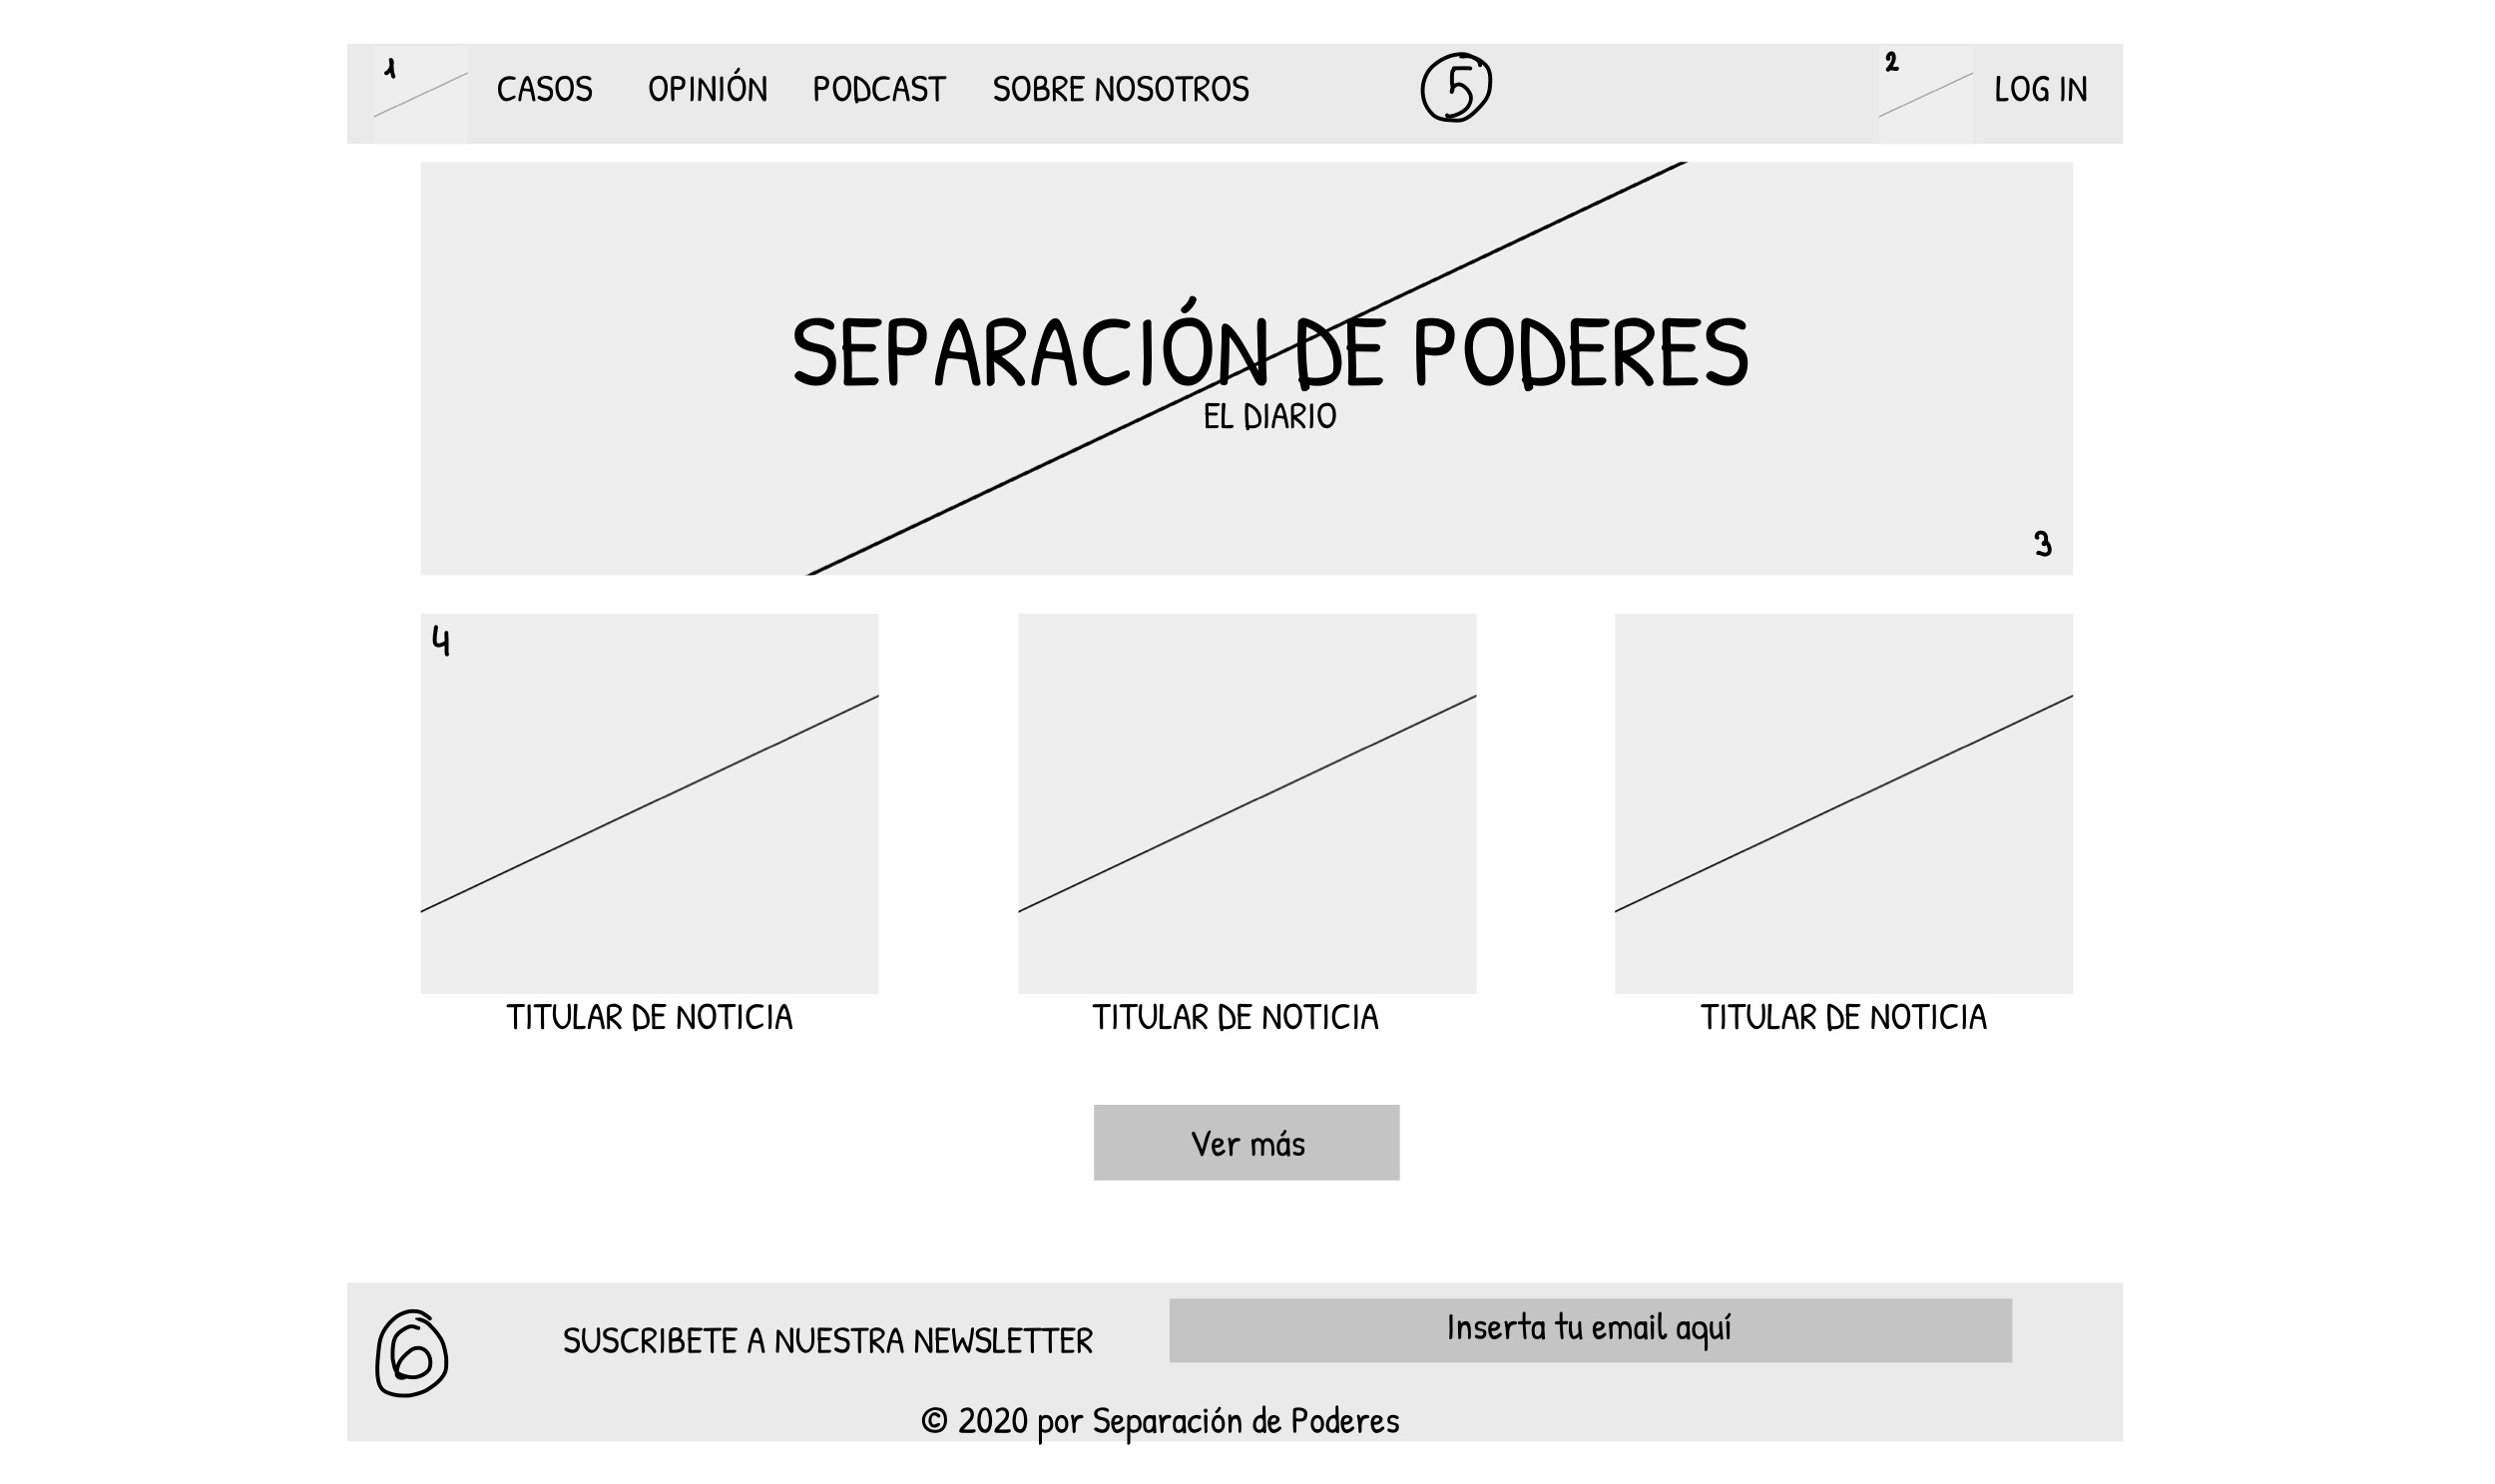 1 CASOS OPINIÓN PODCAST SOBRE NOSOTROS 5 2 LOG IN
SEPARACIÓN DE PODERES
EL DIARIO
3
4
TITULAR DE NOTICIA TITULAR DE NOTICIA TITULAR DE NOTICIA
Ver más
6 SUSCRIBETE A NUESTRA NEWSLETTER Inserta tu email aquí
© 2020 por Separación de Poderes